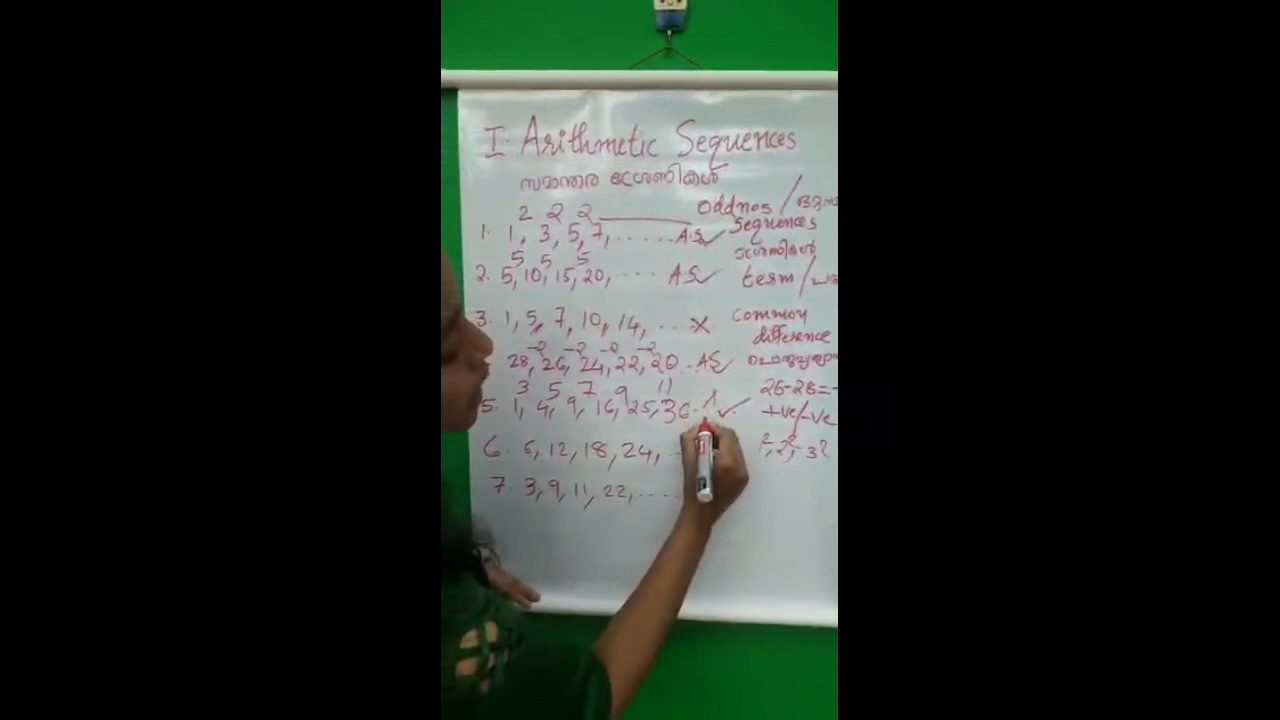 I. Arithmetic Sequences
സമാന്തര ശ്രേണികൾ
Odd nos /
2 2 2
1. 1, 3, 5, 7, ...... A.S ✓
Sequences
ശ്രേണികൾ
5 5 5
2. 5, 10, 15, 20, .... A.S ✓
term /
3. 1, 5, 7, 10, 14, ... X
Common
difference
-2 -2 -2 -2
28, 26, 24, 22, 20 .. A.S ✓
3 5 7 9 11
26-28=-
5. 1, 4, 9, 16, 25, 36 . . ✓
+ve/-ve
6. 6, 12, 18, 24, ..
1², 2², 3²
7. 3, 9, 11, 22, .....